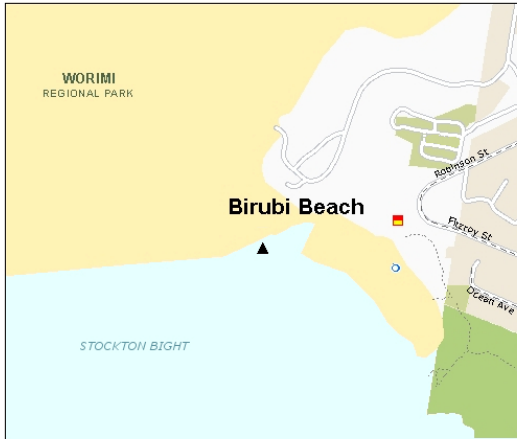 WORIMI
REGIONAL PARK
Robinson St
Birubi Beach
Fitzroy St
Ocean Ave
STOCKTON BIGHT